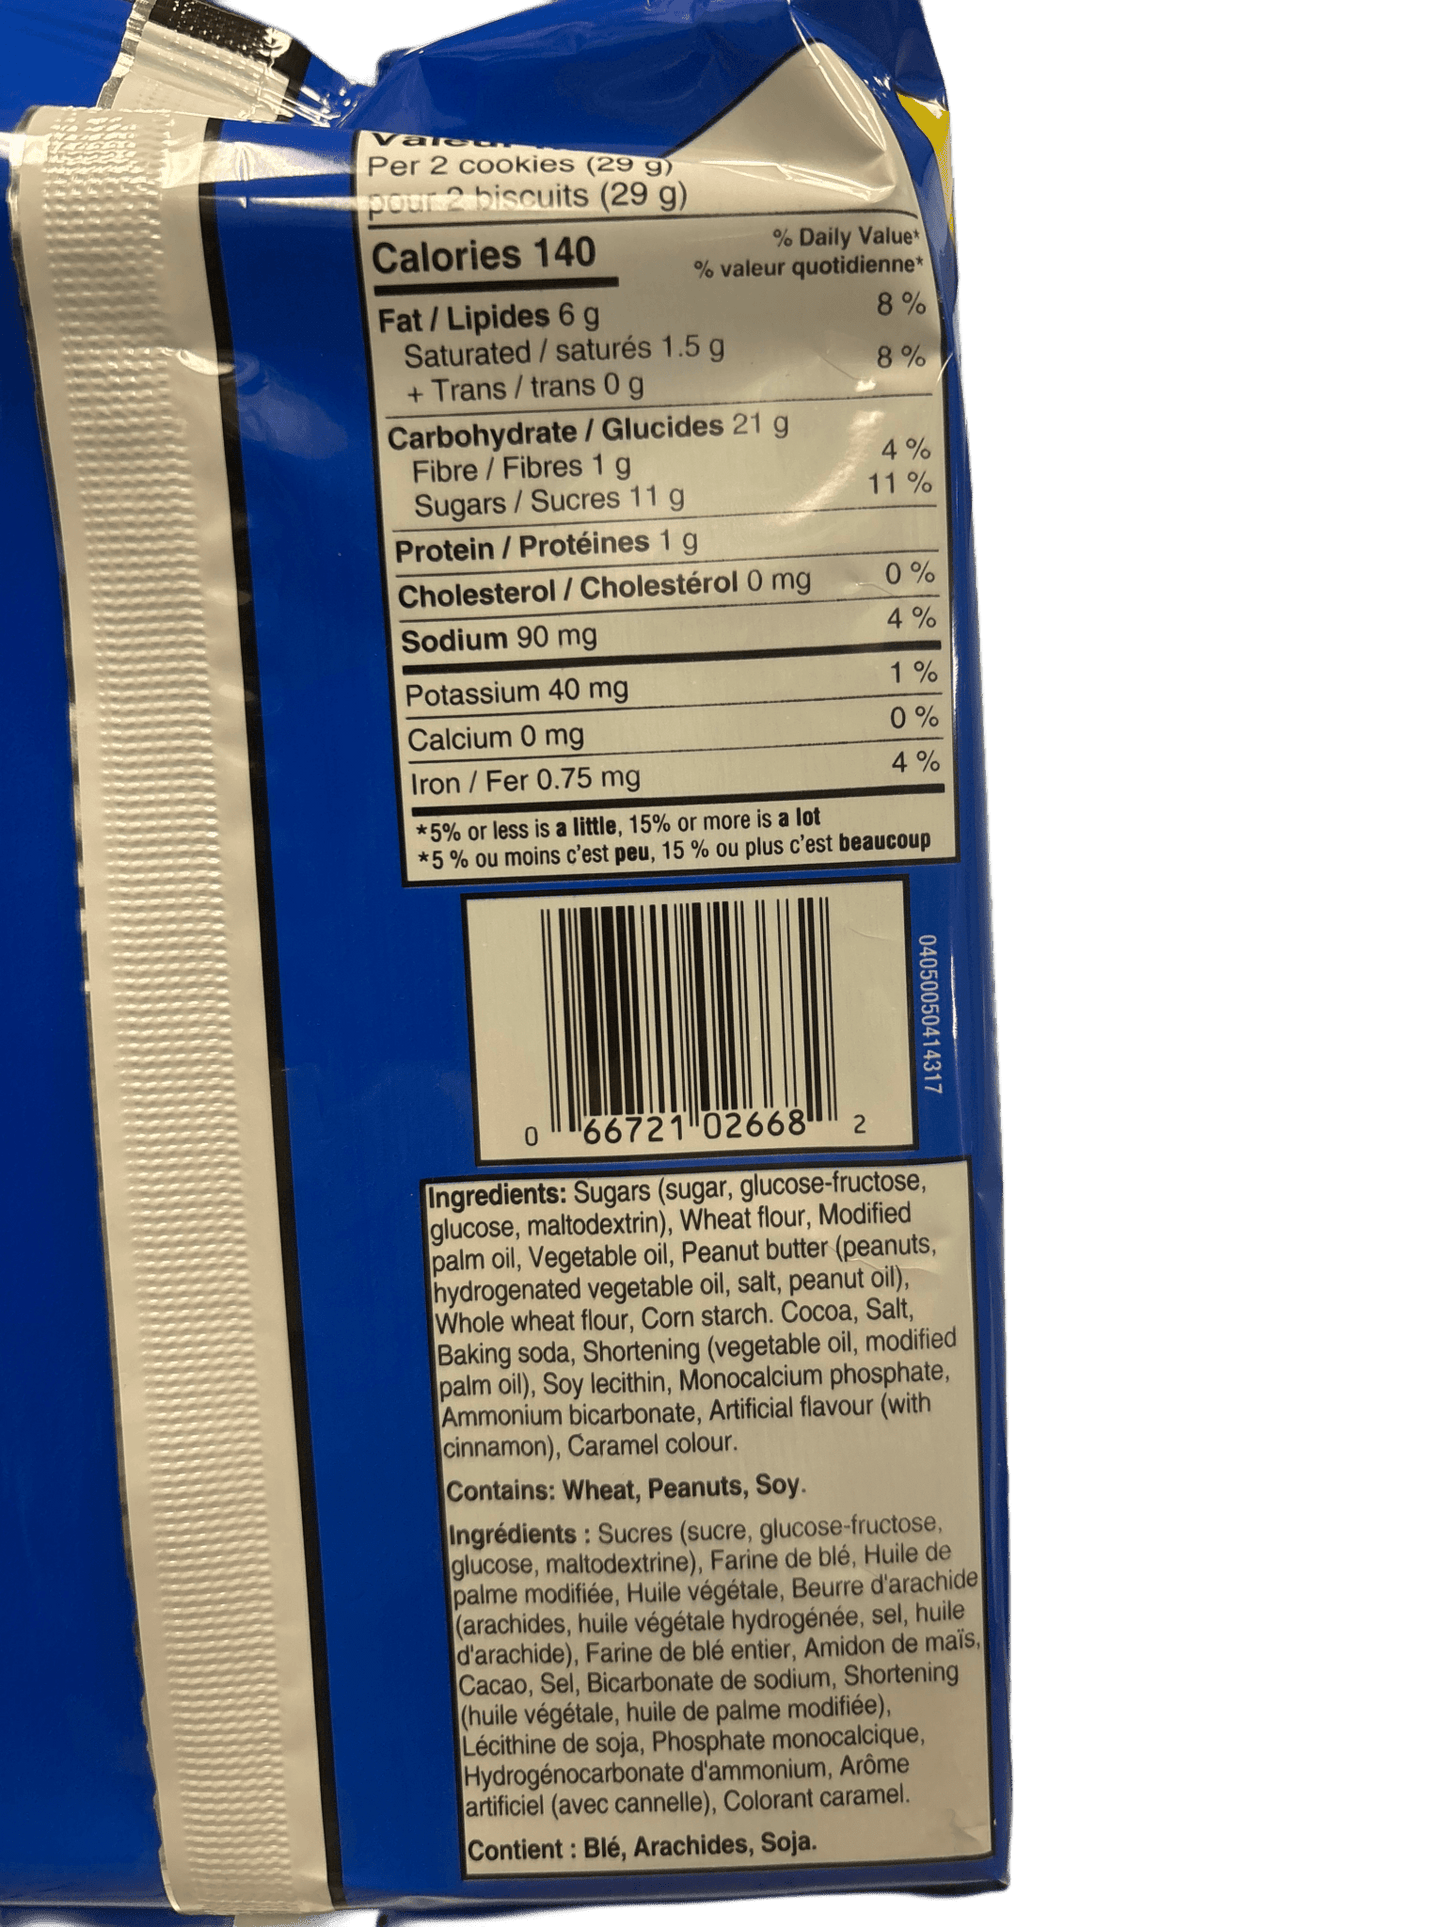 Per 2 cookies (29 g)
pour 2 biscuits (29 g)
Calories 140
% Daily Value*
% valeur quotidienne*
Fat / Lipides 6 g 8 %
Saturated / saturés 1.5 g
+ Trans / trans 0 g 8 %
Carbohydrate / Glucides 21 g
Fibre / Fibres 1 g 4 %
Sugars / Sucres 11 g 11 %
Protein / Protéines 1 g
Cholesterol / Cholestérol 0 mg 0 %
Sodium 90 mg 4 %
Potassium 40 mg 1 %
Calcium 0 mg 0 %
Iron / Fer 0.75 mg 4 %
*5% or less is a little, 15% or more is a lot
*5 % ou moins c'est peu, 15 % ou plus c'est beaucoup
0 66721 02668 2
04050050414317
Ingredients: Sugars (sugar, glucose-fructose,
glucose, maltodextrin), Wheat flour, Modified
palm oil, Vegetable oil, Peanut butter (peanuts,
hydrogenated vegetable oil, salt, peanut oil),
Whole wheat flour, Corn starch. Cocoa, Salt,
Baking soda, Shortening (vegetable oil, modified
palm oil), Soy lecithin, Monocalcium phosphate,
Ammonium bicarbonate, Artificial flavour (with
cinnamon), Caramel colour.
Contains: Wheat, Peanuts, Soy.
Ingrédients : Sucres (sucre, glucose-fructose,
glucose, maltodextrine), Farine de blé, Huile de
palme modifiée, Huile végétale, Beurre d'arachide
(arachides, huile végétale hydrogénée, sel, huile
d'arachide), Farine de blé entier, Amidon de maïs,
Cacao, Sel, Bicarbonate de sodium, Shortening
(huile végétale, huile de palme modifiée),
Lécithine de soja, Phosphate monocalcique,
Hydrogénocarbonate d'ammonium, Arôme
artificiel (avec cannelle), Colorant caramel.
Contient : Blé, Arachides, Soja.